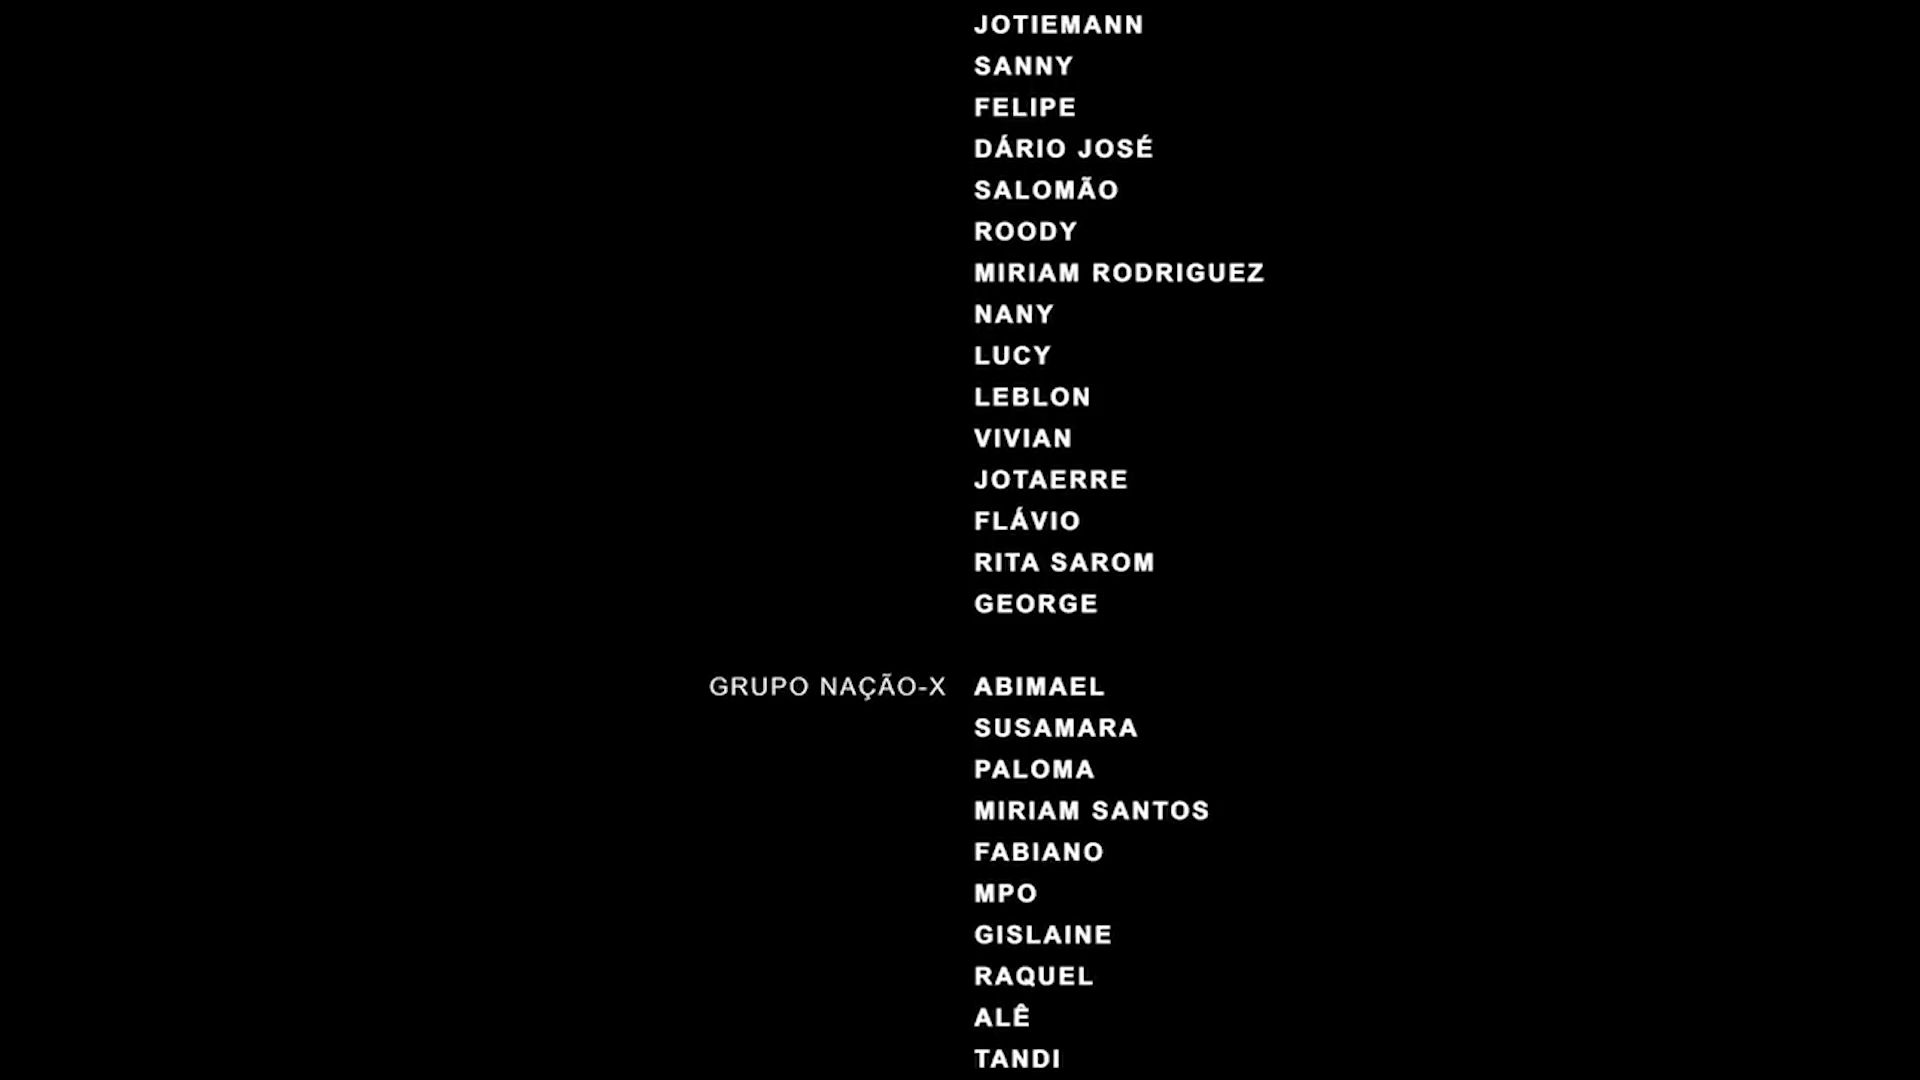 JOTIEMANN
SANNY
FELIPE
DÁRIO JOSÉ
SALOMÃO
ROODY
MIRIAM RODRIGUEZ
NANY
LUCY
LEBLON
VIVIAN
JOTAERRE
FLÁVIO
RITA SAROM
GEORGE
GRUPO NAÇÃO-X ABIMAEL
SUSAMARA
PALOMA
MIRIAM SANTOS
FABIANO
MPO
GISLAINE
RAQUEL
ALÊ
TANDI